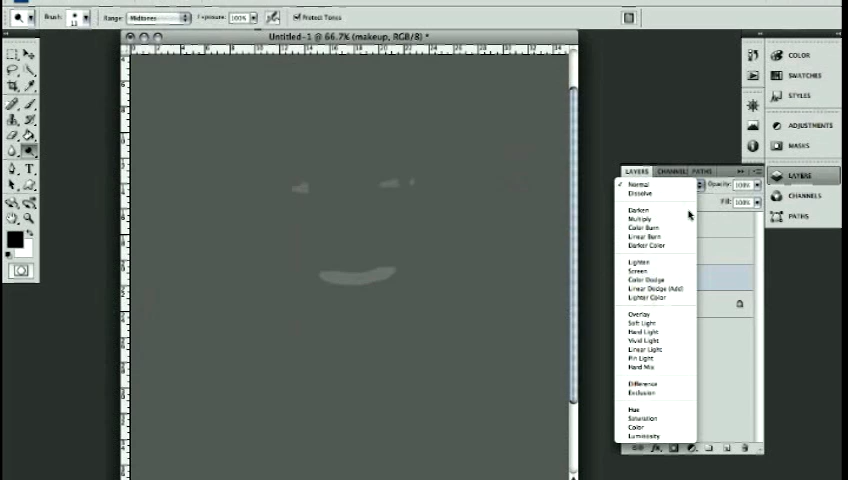 Brush: 13 Range: Midtones Exposure: 100% Protect Tones
Untitled-1 @ 66.7% (makeup, RGB/8) *
COLOR
SWATCHES
STYLES
ADJUSTMENTS
MASKS
LAYERS
CHANNELS
PATHS
LAYERS CHANNELS PATHS
Normal
Opacity: 100%
Dissolve
Fill: 100%
Darken
Multiply
Color Burn
Linear Burn
Darker Color
Lighten
Screen
Color Dodge
Linear Dodge (Add)
Lighter Color
Overlay
Soft Light
Hard Light
Vivid Light
Linear Light
Pin Light
Hard Mix
Difference
Exclusion
Hue
Saturation
Color
Luminosity